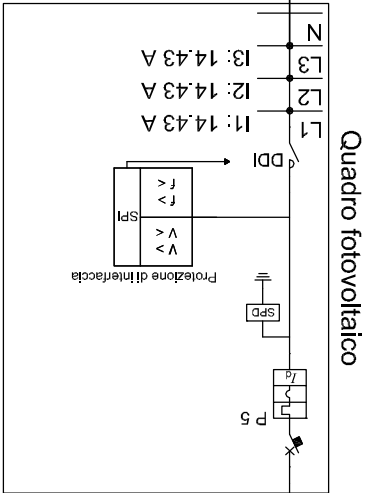 Quadro fotovoltaico
P 5
Id
SPD
Protezione di interfaccia
V >
V <
f >
f <
SPI
DDI
L1 I1: 14.43 A
L2 I2: 14.43 A
L3 I3: 14.43 A
N